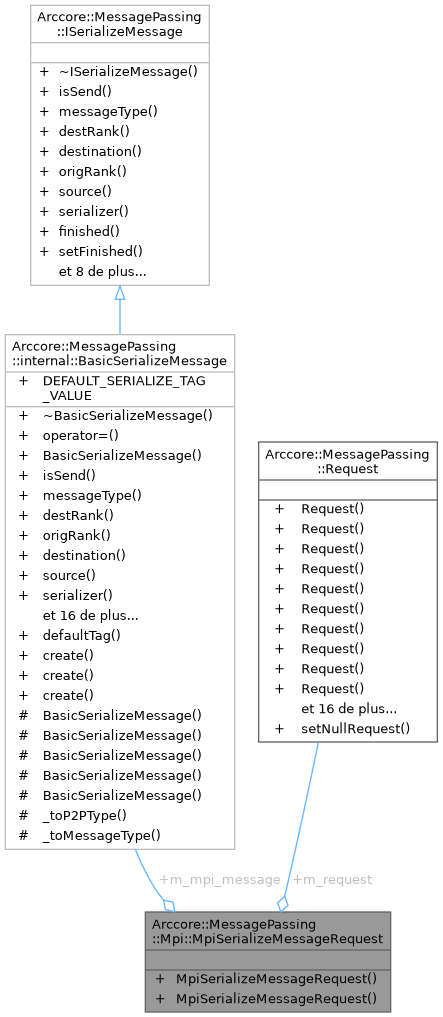 Arccore::MessagePassing
::ISerializeMessage
+ ~ISerializeMessage()
+ isSend()
+ messageType()
+ destRank()
+ destination()
+ origRank()
+ source()
+ serializer()
+ finished()
+ setFinished()
et 8 de plus...
Arccore::MessagePassing
::internal::BasicSerializeMessage
+ DEFAULT_SERIALIZE_TAG
_VALUE
+ ~BasicSerializeMessage()
+ operator=()
+ BasicSerializeMessage()
+ isSend()
+ messageType()
+ destRank()
+ origRank()
+ destination()
+ source()
+ serializer()
et 16 de plus...
+ defaultTag()
+ create()
+ create()
+ create()
# BasicSerializeMessage()
# BasicSerializeMessage()
# BasicSerializeMessage()
# BasicSerializeMessage()
# BasicSerializeMessage()
# _toP2PType()
# _toMessageType()
Arccore::MessagePassing
::Request
+ Request()
+ Request()
+ Request()
+ Request()
+ Request()
+ Request()
+ Request()
+ Request()
+ Request()
+ Request()
et 16 de plus...
+ setNullRequest()
+m_mpi_message
+m_request
Arccore::MessagePassing
::Mpi::MpiSerializeMessageRequest
+ MpiSerializeMessageRequest()
+ MpiSerializeMessageRequest()